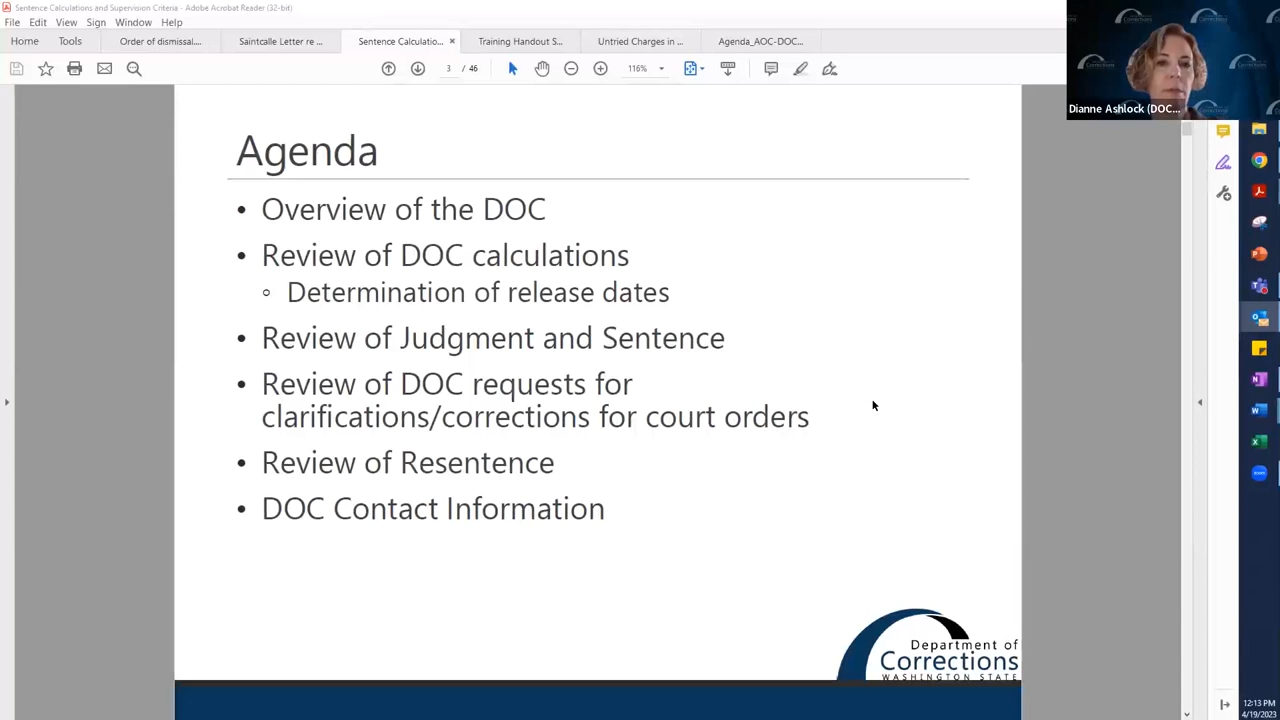 Sentence Calculations and Supervision Criteria - Adobe Acrobat Reader (32-bit)
File Edit View Sign Window Help
Home Tools Order of dismissal.... Saintcalle Letter re ... Sentence Calculatio... × Training Handout S... Untried Charges in ... Agenda_AOC-DOC...
3 / 46 116%
Dianne Ashlock (DOC...
Agenda
• Overview of the DOC
• Review of DOC calculations
◦ Determination of release dates
• Review of Judgment and Sentence
• Review of DOC requests for
clarifications/corrections for court orders
• Review of Resentence
• DOC Contact Information
Department of
Corrections
WASHINGTON STATE
12:13 PM
4/19/2023